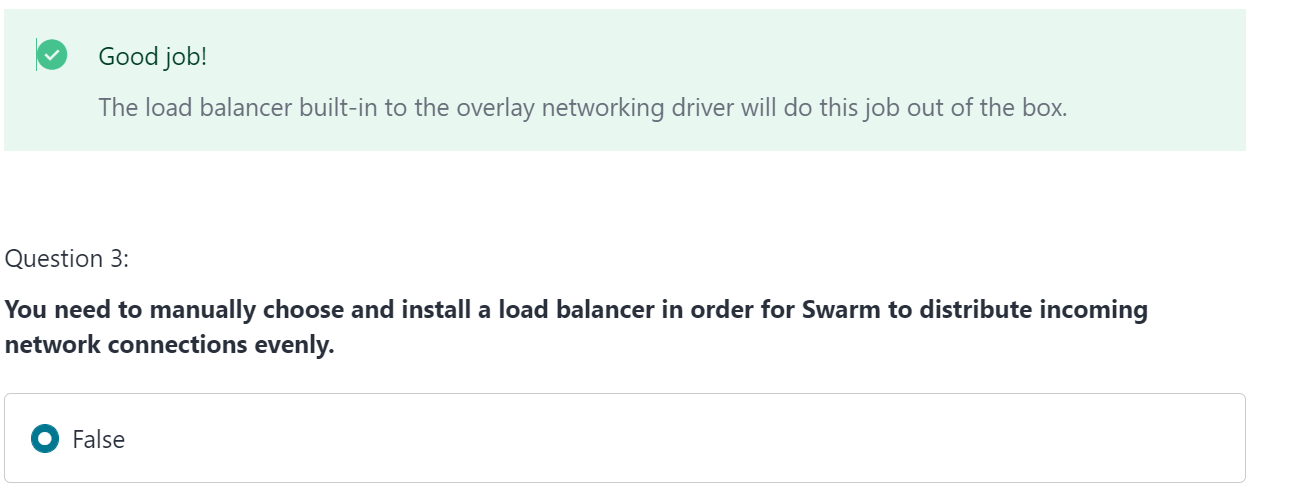 Good job!
The load balancer built-in to the overlay networking driver will do this job out of the box.
Question 3:
You need to manually choose and install a load balancer in order for Swarm to distribute incoming
network connections evenly.
False